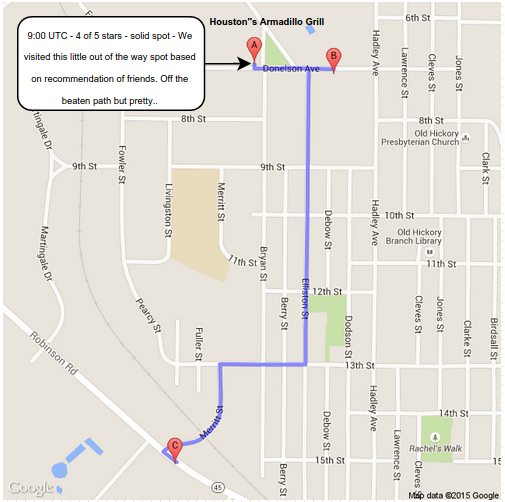 Houston"s Armadillo Grill
9:00 UTC - 4 of 5 stars - solid spot - We
visited this little out of the way spot based
on recommendation of friends. Off the
beaten path but pretty..
A
B
Donelson Ave
6th St
Hadley Ave
Lawrence St
Cleves St
Jones St
Martingale Dr
8th St
8th St
Old Hickory
Presbyterian Church
Fowler St
9th St
9th St
Clark St
Livingston St
Merritt St
Debow St
Hadley Ave
10th St
Martingale Dr
Old Hickory
Branch Library
11th St
Bryan St
11th St
Elliston St
12th St
Pearcy St
Berry St
Dodson St
Cleves St
Jones St
Clarke St
Birdsall St
Robinson Rd
Fuller St
13th St
Hadley Ave
Merritt St
Debow St
14th St
Lawrence St
Rachel's Walk
C
Berry St
15th St
Cleves St
15
45
Google
Map data ©2015 Google